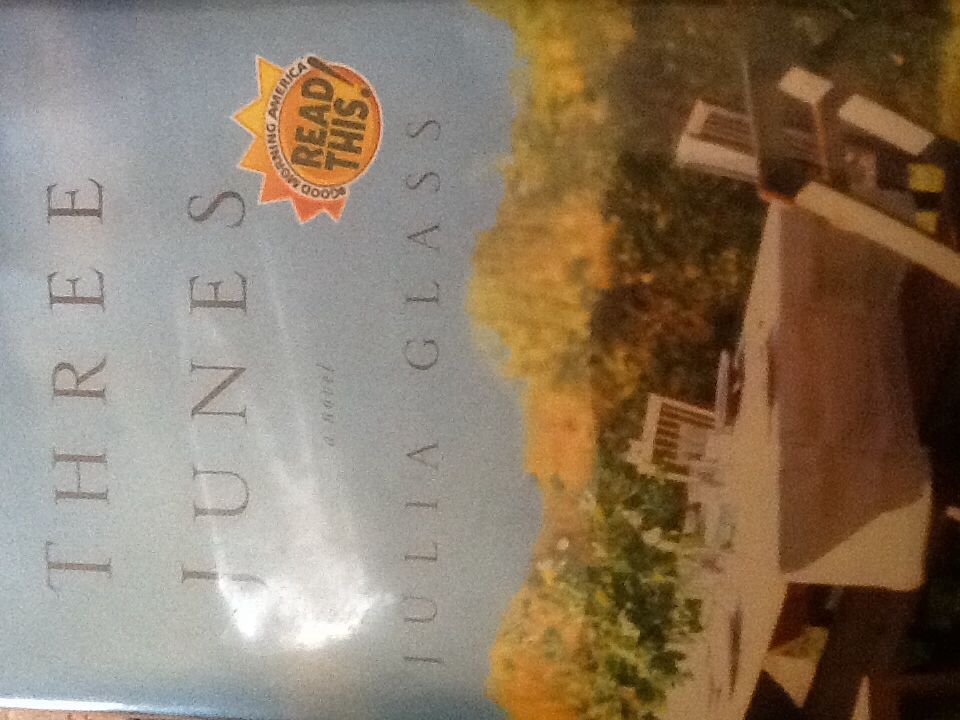 THREE
JUNES
a novel
JULIA GLASS
GOOD MORNING AMERICA
READ
THIS!